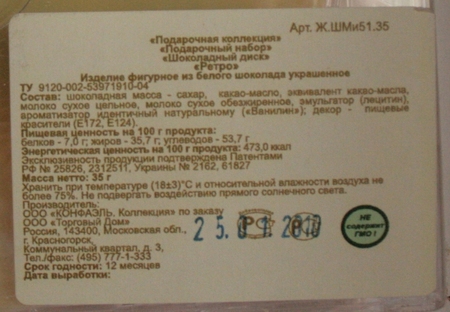 Арт. Ж.ШМи51.35
«Подарочная коллекция»
«Подарочный набор»
«Шоколадный диск»
«Ретро»
Изделие фигурное из белого шоколада украшенное
ТУ 9120-002-53971910-04
Состав: шоколадная масса - сахар, какао-масло, эквивалент какао-масла,
молоко сухое цельное, молоко сухое обезжиренное, эмульгатор (лецитин),
ароматизатор идентичный натуральному («Ванилин»); декор - пищевые
красители (Е172, Е124).
Пищевая ценность на 100 г продукта:
белков - 7,0 г; жиров - 35,7 г; углеводов - 53,7 г
Энергетическая ценность на 100 г продукта: 473,0 ккал
Эксклюзивность продукции подтверждена Патентами
РФ № 25826, 2312511, Украины № 2162, 61827
Масса нетто: 35 г
Хранить при температуре (18±3)°С и относительной влажности воздуха не
более 75%. Не подвергать воздействию прямого солнечного света.
Производитель:
ООО «КОНФАЭЛЬ. Коллекция» по заказу
ООО «Торговый Дом»
Россия, 143400, Московская обл.,
г. Красногорск,
Коммунальный квартал, д. 3,
Тел./факс: (495) 777-1-333
Срок годности: 12 месяцев
Дата выработки:
25.01.2010
РСТ
НЕ
содержит
ГМО !